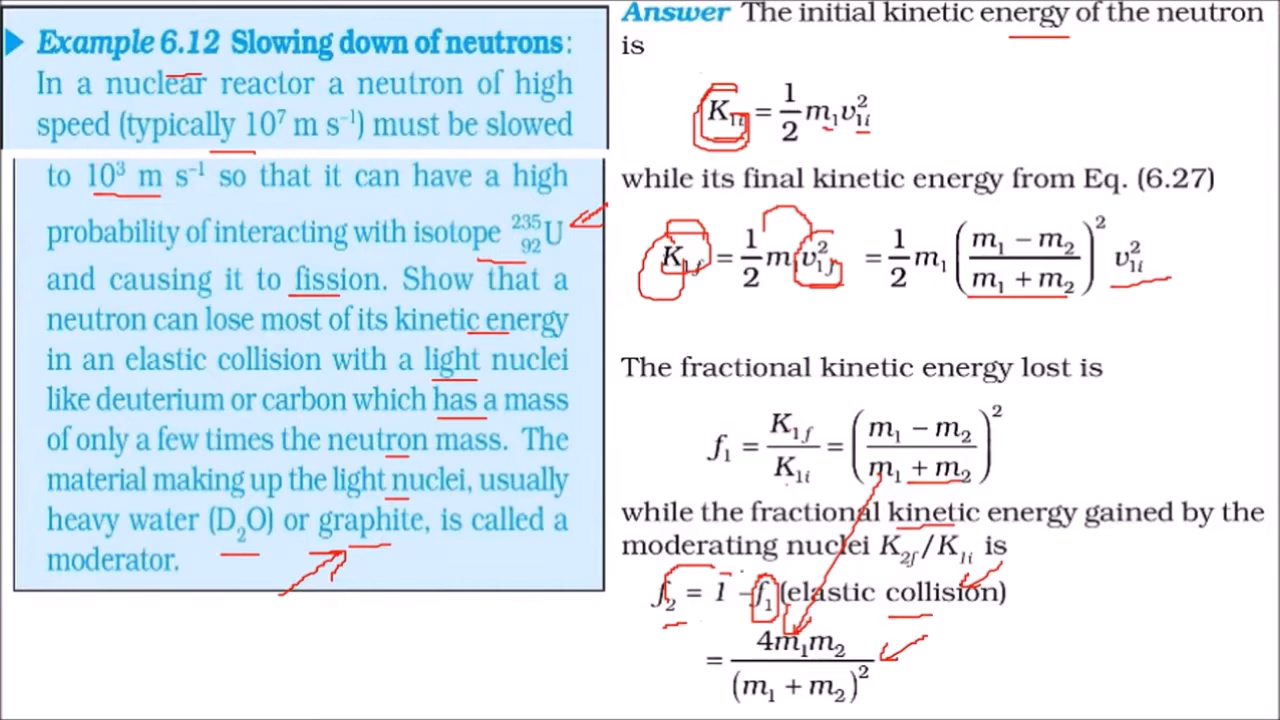 Example 6.12 Slowing down of neutrons:
In a nuclear reactor a neutron of high
speed (typically 10⁷ m s⁻¹) must be slowed
to 10³ m s⁻¹ so that it can have a high
probability of interacting with isotope ²³⁵₉₂U
and causing it to fission. Show that a
neutron can lose most of its kinetic energy
in an elastic collision with a light nuclei
like deuterium or carbon which has a mass
of only a few times the neutron mass. The
material making up the light nuclei, usually
heavy water (D₂O) or graphite, is called a
moderator.
Answer The initial kinetic energy of the neutron
is
K₁ᵢ = 1/2 m₁v₁ᵢ²
while its final kinetic energy from Eq. (6.27)
K₁f = 1/2 m₁v₁f² = 1/2 m₁ ((m₁ − m₂)/(m₁ + m₂))² v₁ᵢ²
The fractional kinetic energy lost is
f₁ = K₁f/K₁ᵢ = ((m₁ − m₂)/(m₁ + m₂))²
while the fractional kinetic energy gained by the
moderating nuclei K₂f/K₁ᵢ is
f₂ = 1 − f₁ (elastic collision)
= 4m₁m₂/(m₁ + m₂)²